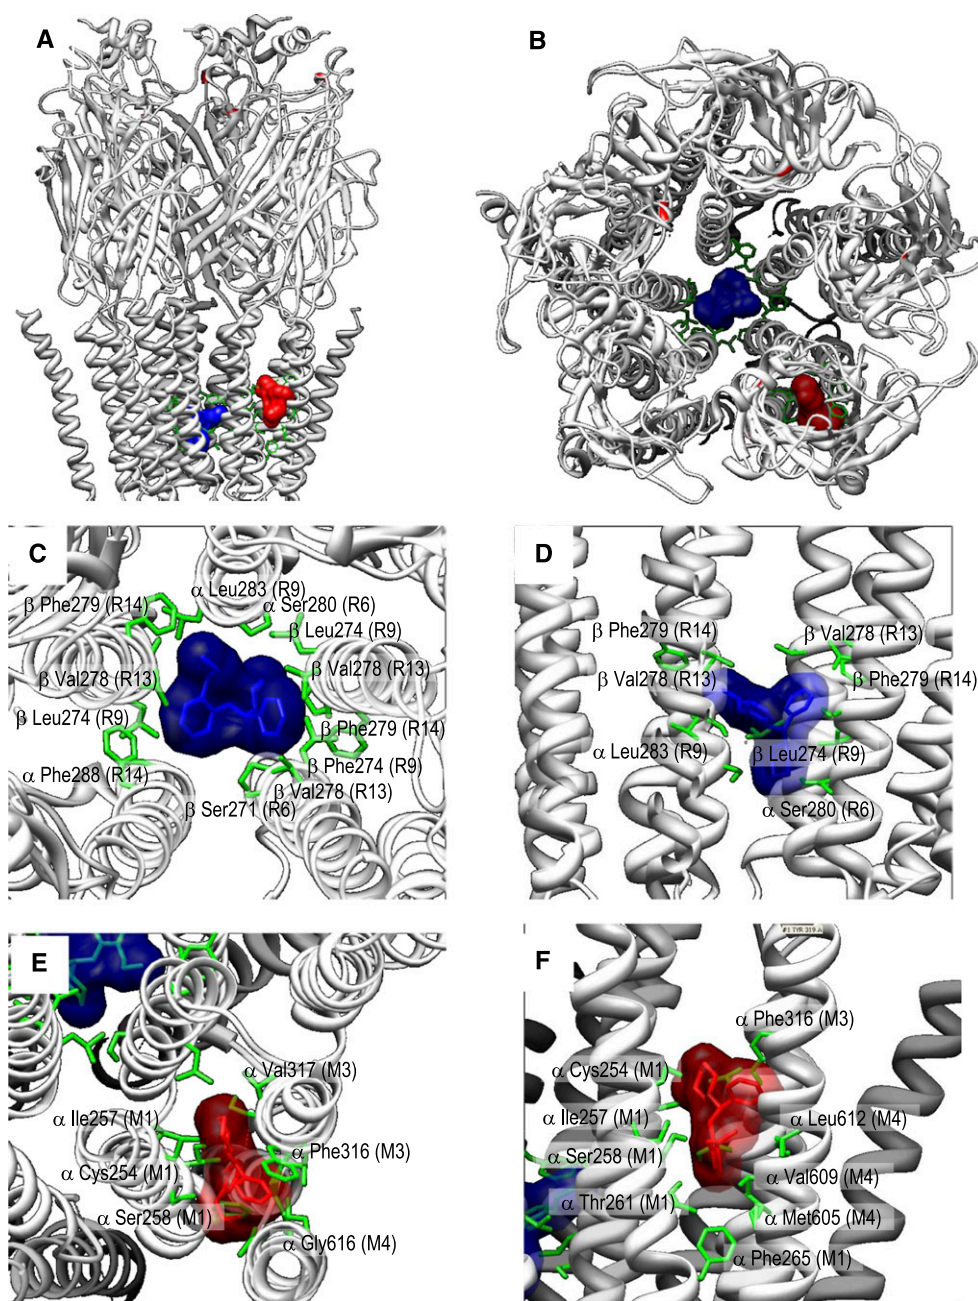 A
B
C
α Leu283 (R9)
β Phe279 (R14)
α Ser280 (R6)
β Leu274 (R9)
β Val278 (R13)
β Val278 (R13)
β Leu274 (R9)
β Phe279 (R14)
β Phe274 (R9)
α Phe288 (R14)
β Val278 (R13)
β Ser271 (R6)
D
β Phe279 (R14)
β Val278 (R13)
β Val278 (R13)
β Phe279 (R14)
α Leu283 (R9)
β Leu274 (R9)
α Ser280 (R6)
E
α Val317 (M3)
α Ile257 (M1)
α Phe316 (M3)
α Cys254 (M1)
α Ser258 (M1)
α Gly616 (M4)
F
#1 TYR 319 A
α Phe316 (M3)
α Cys254 (M1)
α Ile257 (M1)
α Leu612 (M4)
α Ser258 (M1)
α Val609 (M4)
α Thr261 (M1)
α Met605 (M4)
α Phe265 (M1)